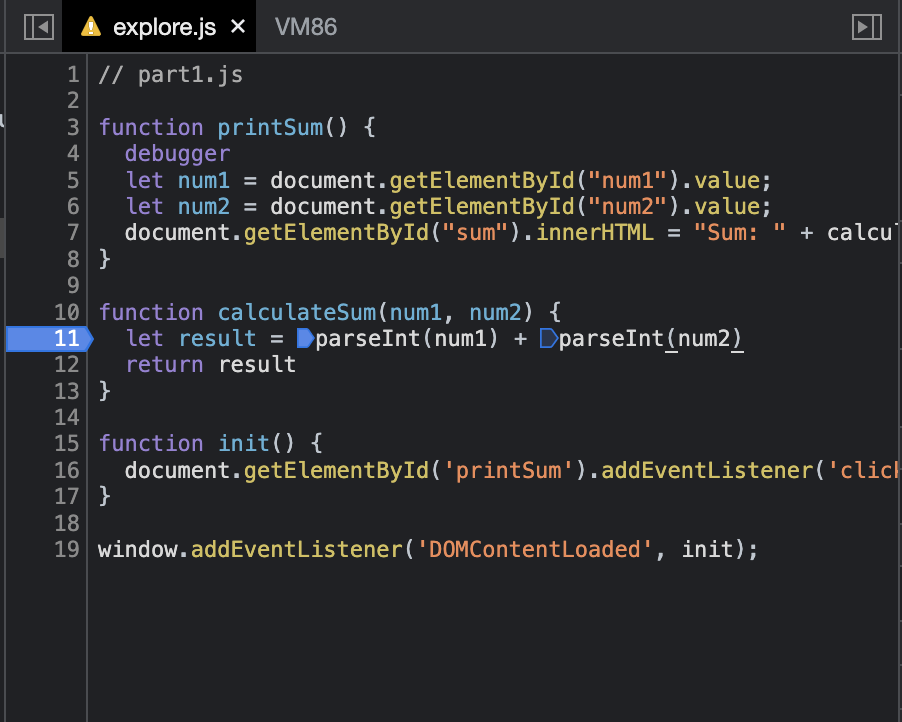 explore.js × VM86
1 // part1.js
2
3 function printSum() {
4 debugger
5 let num1 = document.getElementById("num1").value;
6 let num2 = document.getElementById("num2").value;
7 document.getElementById("sum").innerHTML = "Sum: " + calcu
8 }
9
10 function calculateSum(num1, num2) {
11 let result = parseInt(num1) + parseInt(num2)
12 return result
13 }
14
15 function init() {
16 document.getElementById('printSum').addEventListener('click
17 }
18
19 window.addEventListener('DOMContentLoaded', init);